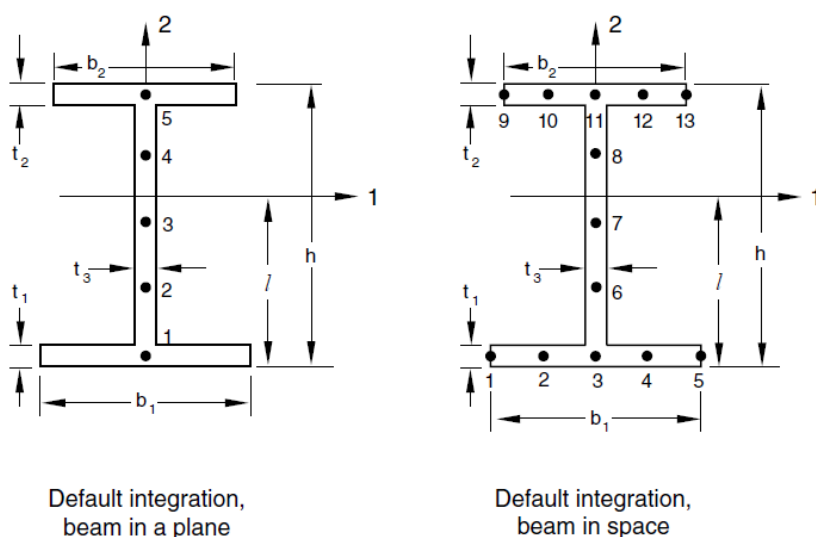 2
b2
5
t2
4
1
3
h
t3
l
2
t1
1
b1
Default integration,
beam in a plane
2
b2
9 10 11 12 13
t2
8
1
7
h
t3
l
6
t1
1 2 3 4 5
b1
Default integration,
beam in space